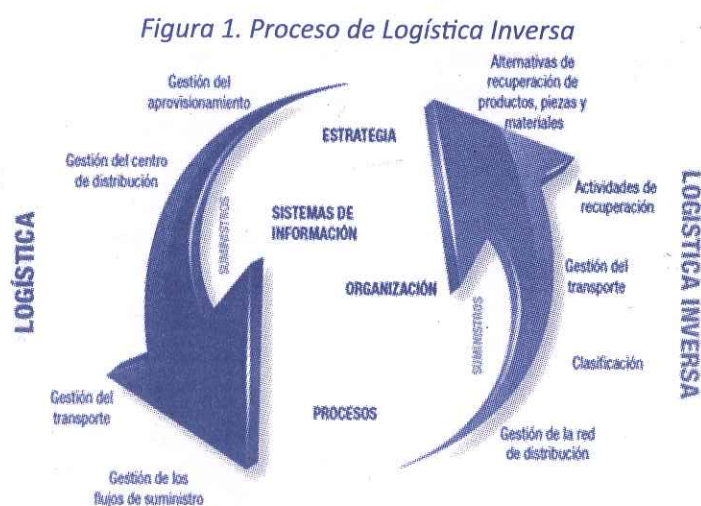 Figura 1. Proceso de Logística Inversa
Gestión del
aprovisionamiento
Gestión del centro
de distribución
LOGÍSTICA
SUMINISTROS
Gestión del
transporte
Gestión de los
flujos de suministro
ESTRATEGIA
SISTEMAS DE
INFORMACIÓN
ORGANIZACIÓN
PROCESOS
Alternativas de
recuperación de
productos, piezas y
materiales
Actividades de
recuperación
Gestión del
transporte
SUMINISTROS
Clasificación
Gestión de la red
de distribución
LOGISTICA INVERSA